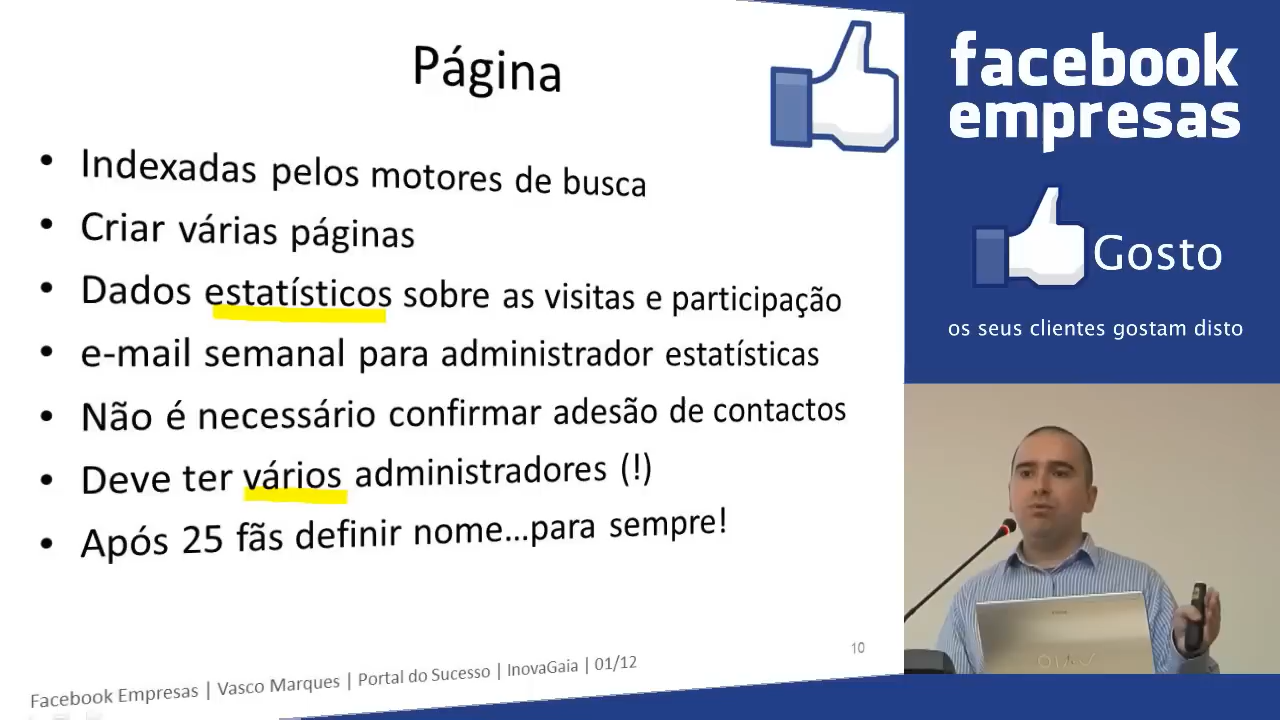 Página
• Indexadas pelos motores de busca
• Criar várias páginas
• Dados estatísticos sobre as visitas e participação
• e-mail semanal para administrador estatísticas
• Não é necessário confirmar adesão de contactos
• Deve ter vários administradores (!)
• Após 25 fãs definir nome...para sempre!
10
Facebook Empresas | Vasco Marques | Portal do Sucesso | InovaGaia | 01/12
facebook
empresas
Gosto
os seus clientes gostam disto
VAIO